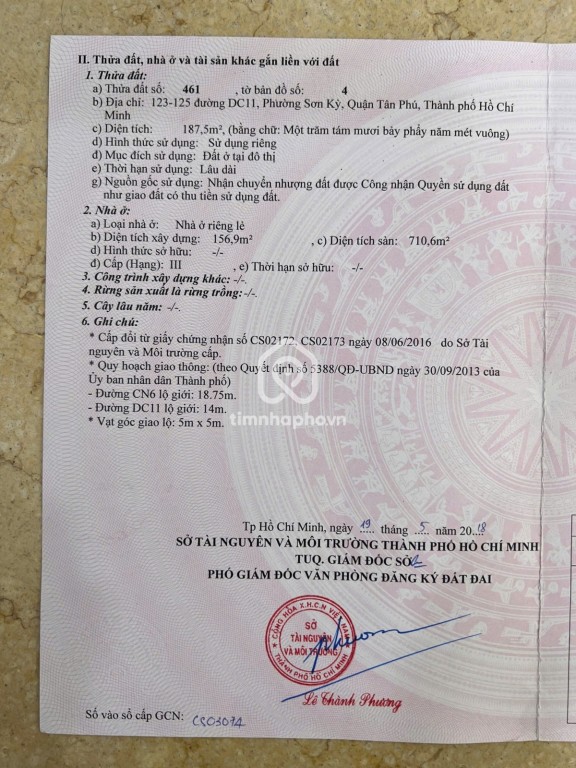 II. Thửa đất, nhà ở và tài sản khác gắn liền với đất
1. Thửa đất:
a) Thửa đất số: 461 , tờ bản đồ số: 4
b) Địa chỉ: 123-125 đường DC11, Phường Sơn Kỳ, Quận Tân Phú, Thành phố Hồ Chí
Minh
c) Diện tích: 187,5m², (bằng chữ: Một trăm tám mươi bảy phẩy năm mét vuông)
d) Hình thức sử dụng: Sử dụng riêng
đ) Mục đích sử dụng: Đất ở tại đô thị
e) Thời hạn sử dụng: Lâu dài
g) Nguồn gốc sử dụng: Nhận chuyển nhượng đất được Công nhận Quyền sử dụng đất
như giao đất có thu tiền sử dụng đất.
2. Nhà ở:
a) Loại nhà ở: Nhà ở riêng lẻ
b) Diện tích xây dựng: 156,9m² , c) Diện tích sàn: 710,6m²
d) Hình thức sở hữu: -/-
đ) Cấp (Hạng): III , e) Thời hạn sở hữu: -/-
3. Công trình xây dựng khác: -/-.
4. Rừng sản xuất là rừng trồng:-/-.
5. Cây lâu năm: -/-.
6. Ghi chú:
* Cấp đổi từ giấy chứng nhận số CS02172, CS02173 ngày 08/06/2016 do Sở Tài
nguyên và Môi trường cấp.
* Quy hoạch giao thông: (theo Quyết định số 5388/QĐ-UBND ngày 30/09/2013 của
Ủy ban nhân dân Thành phố)
- Đường CN6 lộ giới: 18.75m.
- Đường DC11 lộ giới: 14m.
timnhapho.vn
* Vạt góc giao lộ: 5m x 5m.
Tp Hồ Chí Minh, ngày 19 tháng 5 năm 2018
SỞ TÀI NGUYÊN VÀ MÔI TRƯỜNG THÀNH PHỐ HỒ CHÍ MINH
TUQ. GIÁM ĐỐC SỞ
PHÓ GIÁM ĐỐC VĂN PHÒNG ĐĂNG KÝ ĐẤT ĐAI
CỘNG HÒA X.H.C.N VIỆT NAM
SỞ
TÀI NGUYÊN
VÀ MÔI TRƯỜNG
THÀNH PHỐ HỒ CHÍ MINH
Lê Thành Phương
Số vào sổ cấp GCN: CS03074